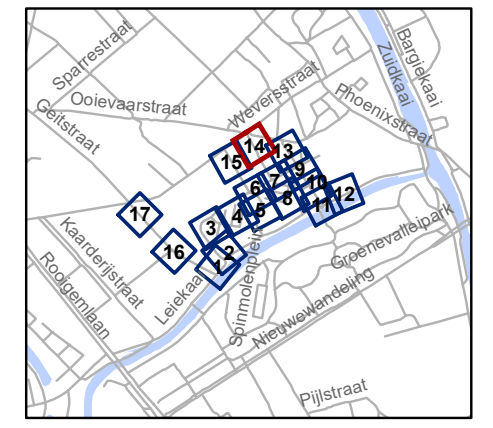 Sparrestraat
Bargiekaai
Zuidkaai
Weversstraat
Ooievaarstraat
Geitstraat
Phoenixstraat
14
13
15
9
7
10
6
12
8
11
5
4
3
17
16
2
1
Kaarderijstraat
Rooigemlaan
Leiekaai
Spinmolenplein
Groenevalleipark
Nieuwewandeling
Pijlstraat